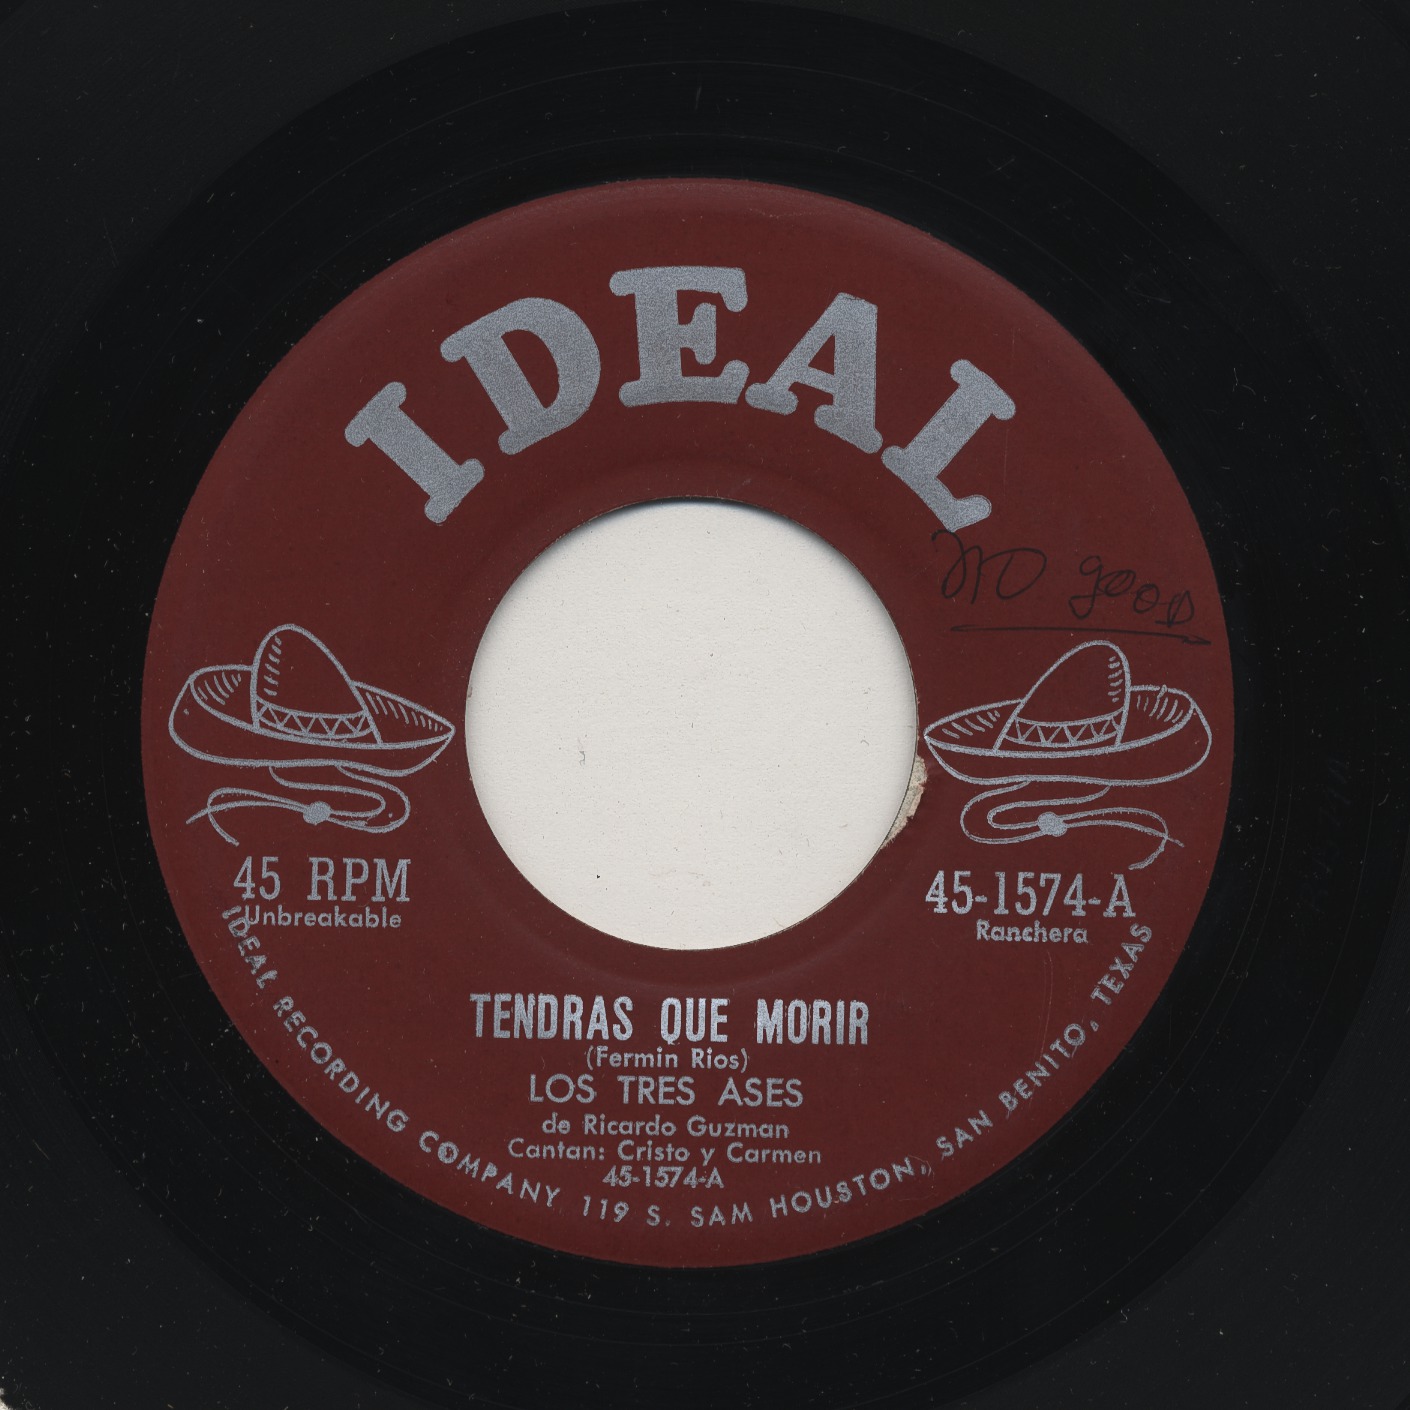 IDEAL
NO good
45 RPM
Unbreakable
45-1574-A
Ranchera
TENDRAS QUE MORIR
(Fermin Rios)
LOS TRES ASES
de Ricardo Guzman
Cantan: Cristo y Carmen
45-1574-A
IDEAL RECORDING COMPANY 119 S. SAM HOUSTON, SAN BENITO, TEXAS